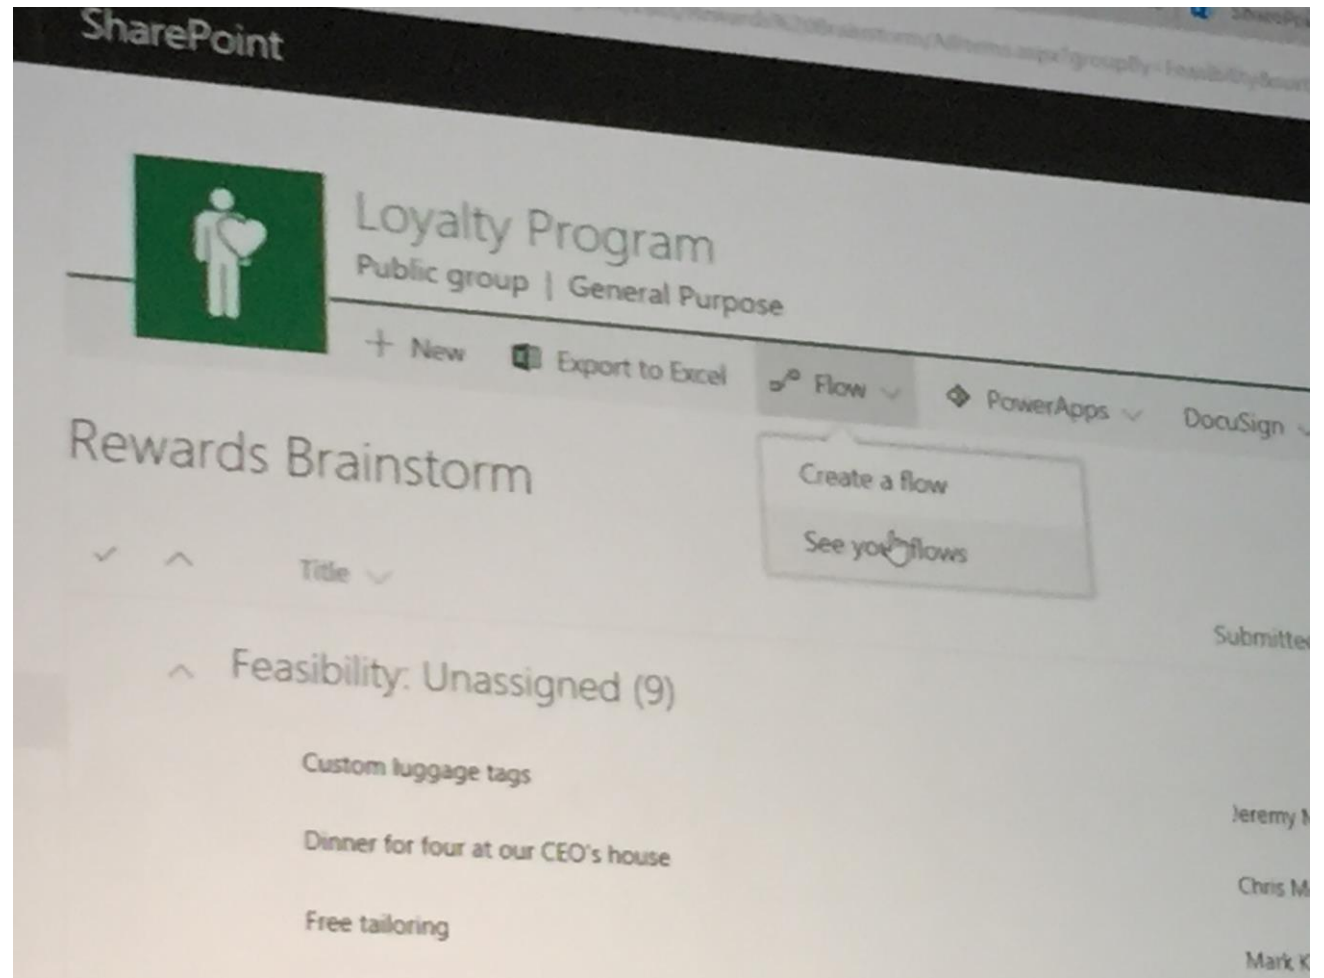 SharePoint
Loyalty Program
Public group | General Purpose
+ New Export to Excel Flow PowerApps DocuSign
Create a flow
See your flows
Rewards Brainstorm
Title
Submitted
Feasibility: Unassigned (9)
Custom luggage tags
Jeremy
Dinner for four at our CEO's house
Chris
Free tailoring
Mark K